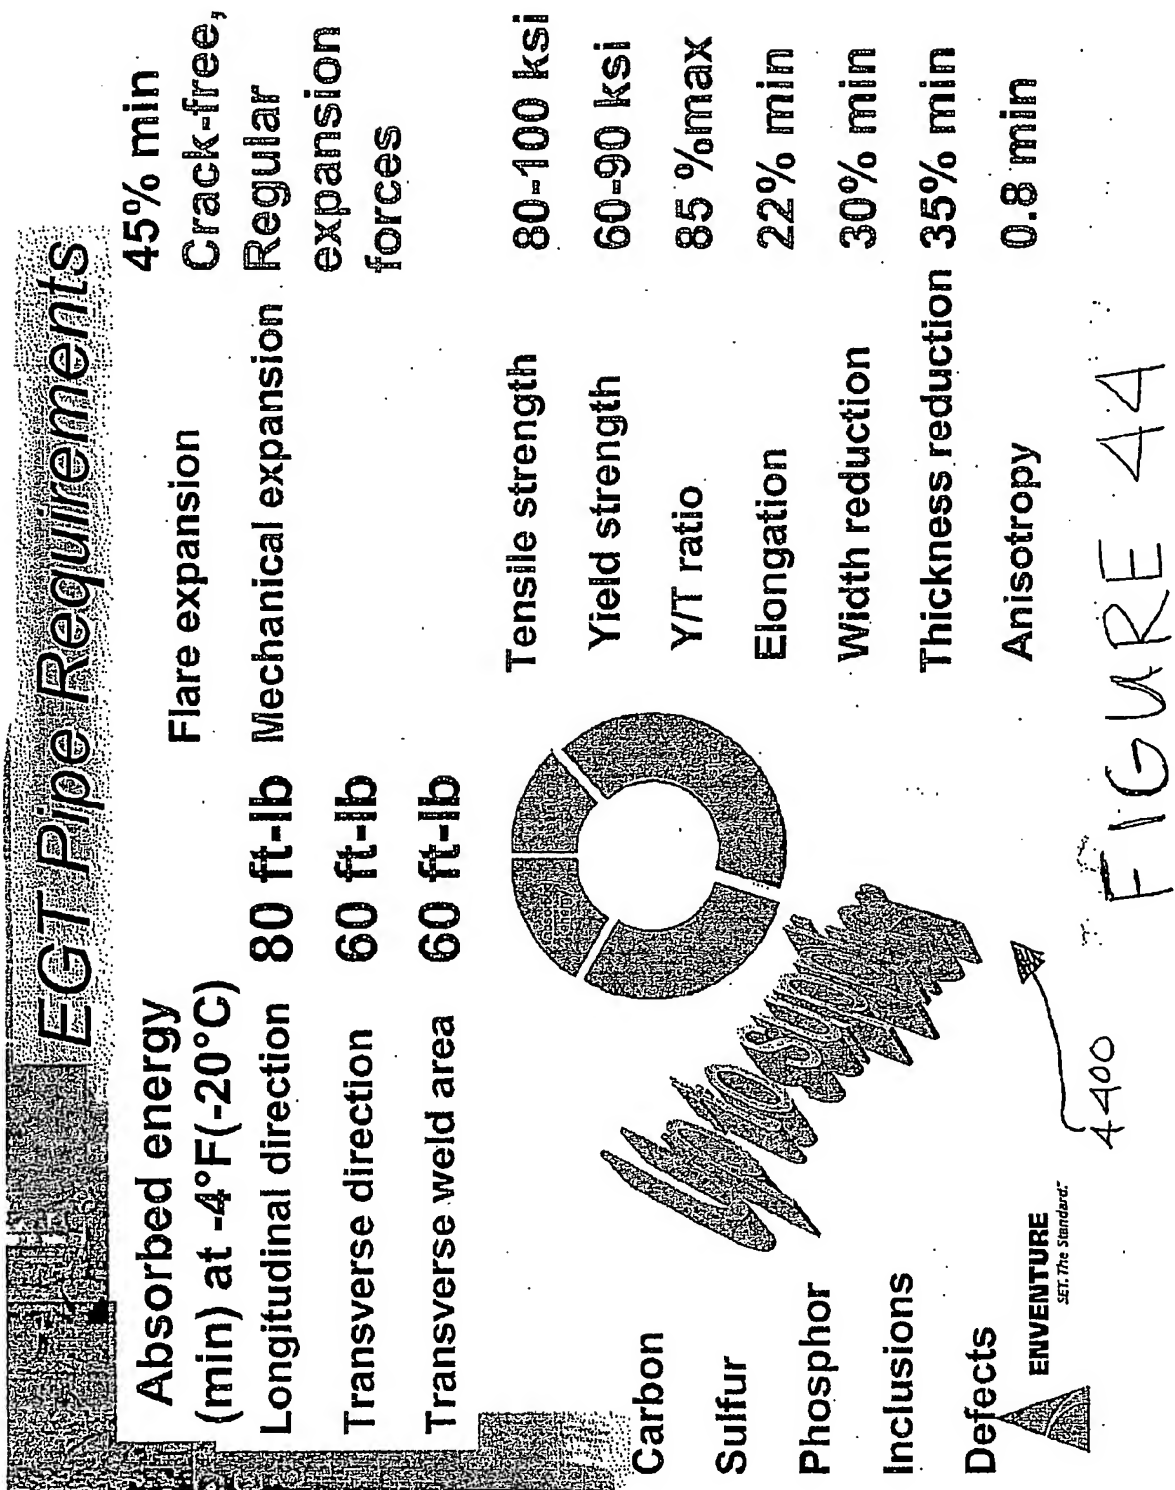 EGT Pipe Requirements
Absorbed energy
(min) at -4°F(-20°C)
Longitudinal direction 80 ft-lb
Transverse direction 60 ft-lb
Transverse weld area 60 ft-lb
Flare expansion 45% min
Mechanical expansion Crack-free,
Regular
expansion
forces
Carbon
Sulfur
Phosphor
Inclusions
Defects
Tensile strength 80-100 ksi
Yield strength 60-90 ksi
Y/T ratio 85 %max
Elongation 22% min
Width reduction 30% min
Thickness reduction 35% min
Anisotropy 0.8 min
ENVENTURE
SET. The Standard.™
4400
FIGURE 44